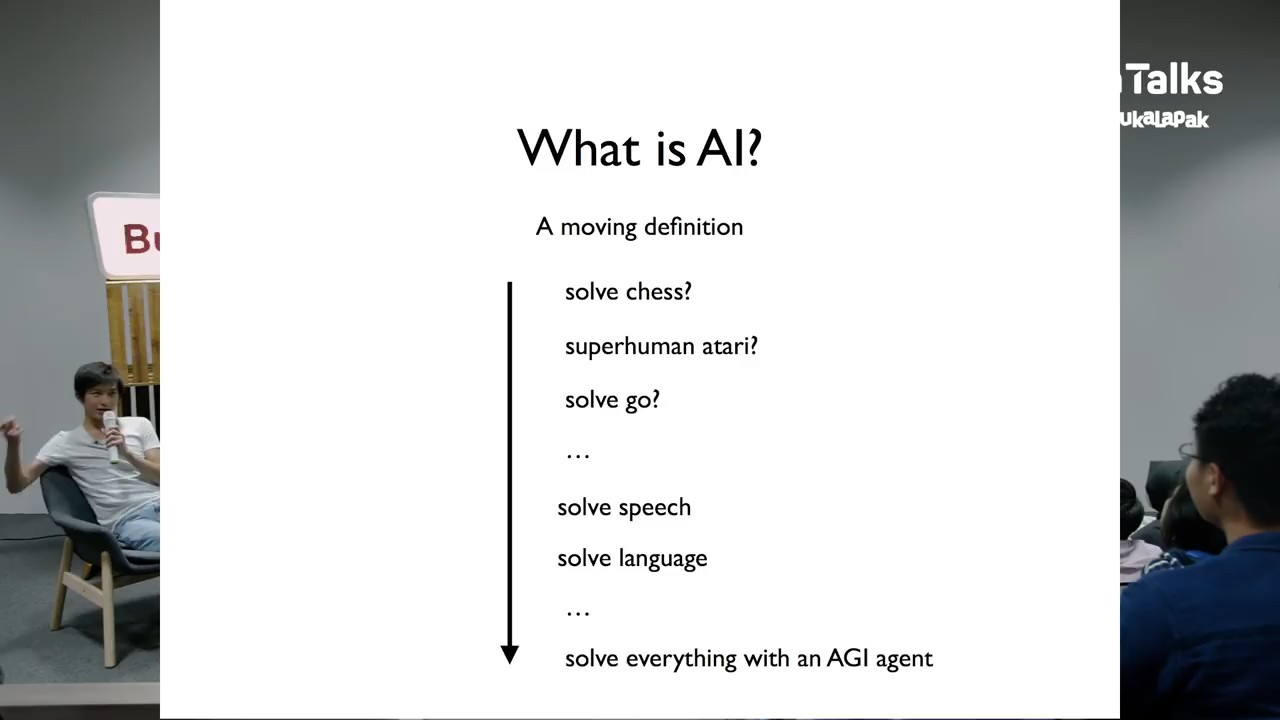 What is AI?
A moving definition
solve chess?
superhuman atari?
solve go?
…
solve speech
solve language
…
solve everything with an AGI agent
Talks